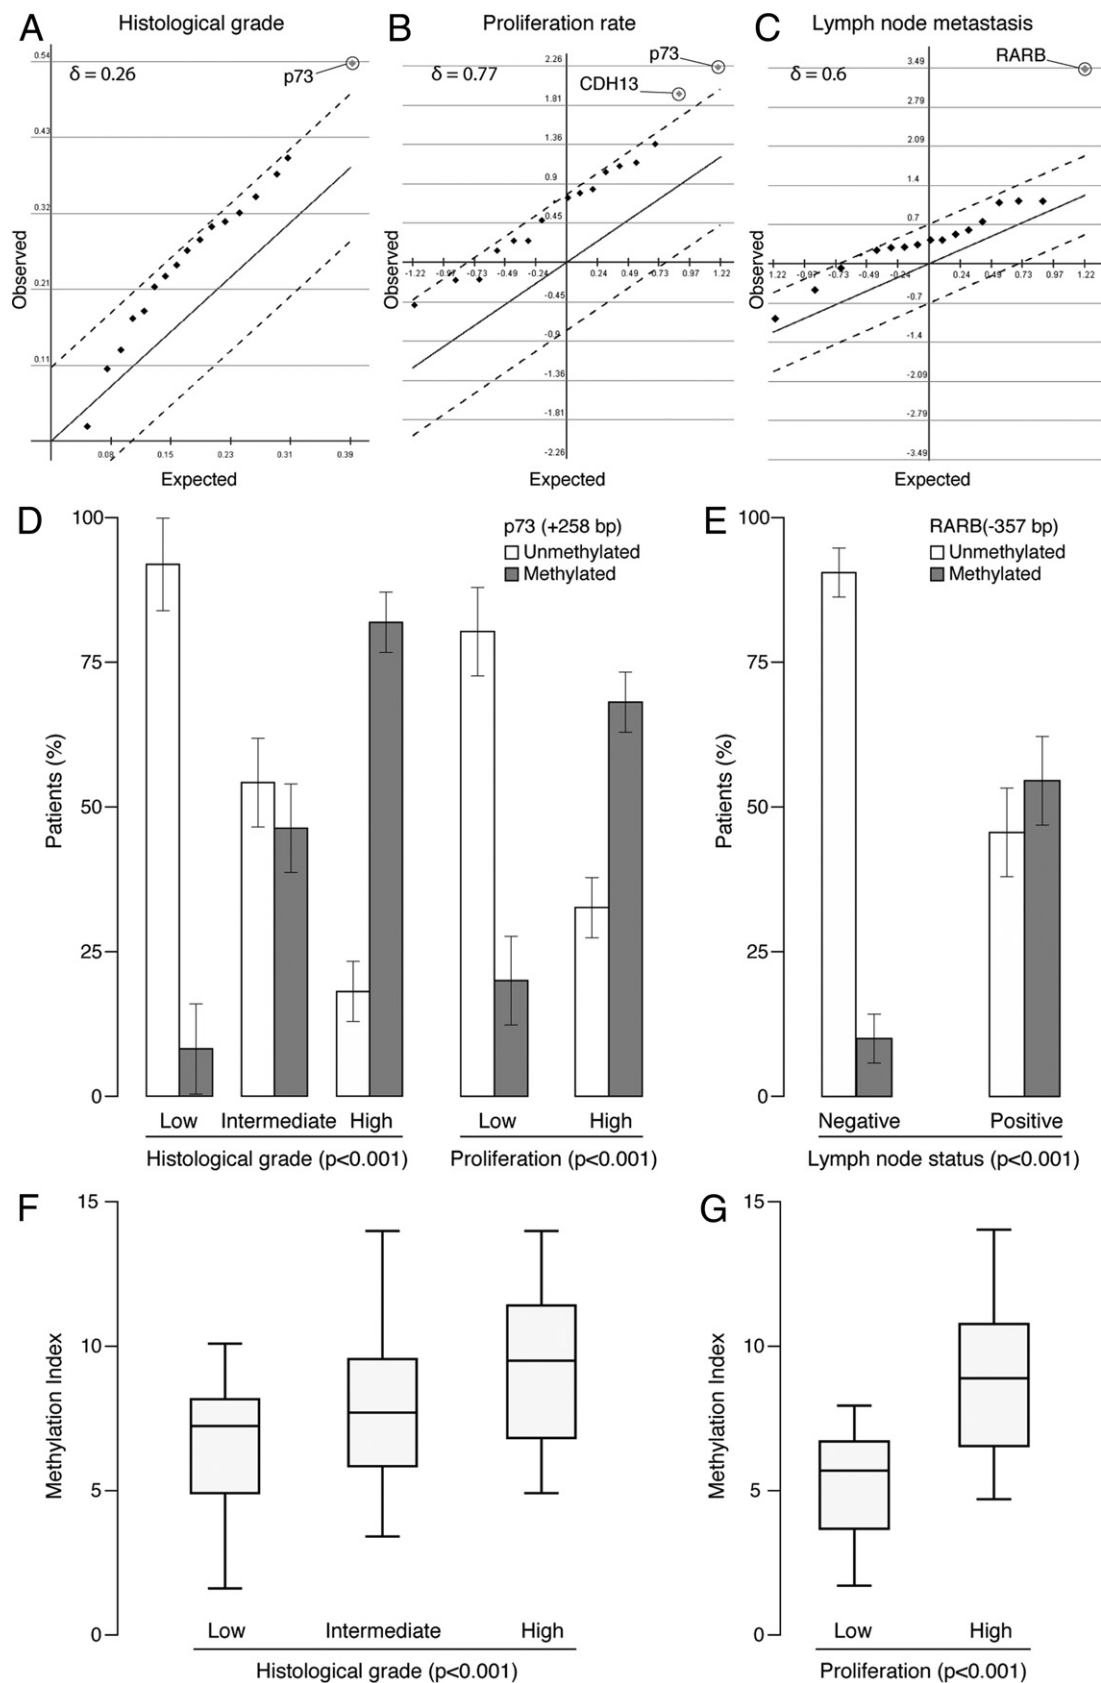 A Histological grade
B Proliferation rate
C Lymph node metastasis
0.54
δ = 0.26
p73
0.43
0.32
0.21
0.11
0.08 0.15 0.23 0.31 0.39
Observed
Expected
2.26
δ = 0.77
p73
CDH13
1.81
1.36
0.9
0.45
-1.22 -0.97 -0.73 -0.49 -0.24 0.24 0.49 0.73 0.97 1.22
-0.45
-0.9
-1.36
-1.81
-2.26
Observed
Expected
3.49
δ = 0.6
RARB
2.79
2.09
1.4
0.7
1.22 -0.97 -0.73 -0.49 -0.24 0.24 0.49 0.73 0.97 1.22
-0.7
-1.4
-2.09
-2.79
-3.49
Observed
Expected
D
100
75
50
25
0
Patients (%)
p73 (+258 bp)
Unmethylated
Methylated
Low Intermediate High
Histological grade (p<0.001)
Low High
Proliferation (p<0.001)
E
100
75
50
25
0
Patients (%)
RARB(-357 bp)
Unmethylated
Methylated
Negative Positive
Lymph node status (p<0.001)
F
15
10
5
0
Methylation Index
Low Intermediate High
Histological grade (p<0.001)
G
15
10
5
0
Methylation Index
Low High
Proliferation (p<0.001)